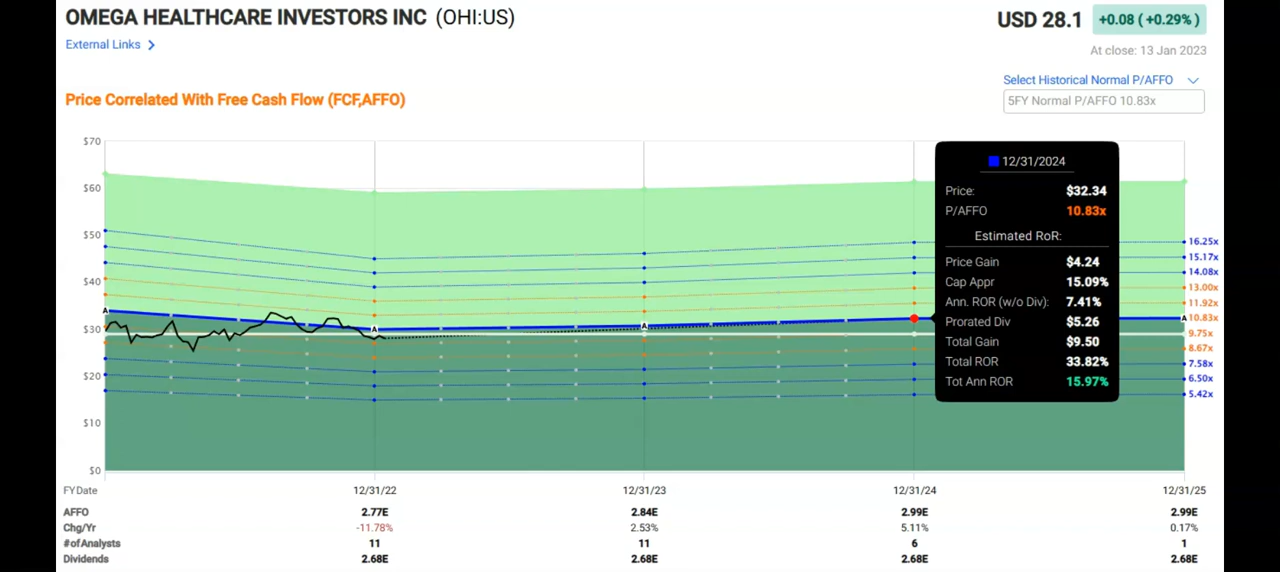 OMEGA HEALTHCARE INVESTORS INC (OHI:US)
USD 28.1 +0.08 ( +0.29% )
External Links
At close: 13 Jan 2023
Select Historical Normal P/AFFO
Price Correlated With Free Cash Flow (FCF,AFFO)
5FY Normal P/AFFO 10.83x
$70
$60
$50
$40
$30
$20
$10
$0
A
A
A
A
12/31/2024
Price: $32.34
P/AFFO 10.83x
Estimated RoR:
Price Gain $4.24
Cap Appr 15.09%
Ann. ROR (w/o Div): 7.41%
Prorated Div $5.26
Total Gain $9.50
Total ROR 33.82%
Tot Ann ROR 15.97%
16.25x
15.17x
14.08x
13.00x
11.92x
10.83x
9.75x
8.67x
7.58x
6.50x
5.42x
FY Date 12/31/22 12/31/23 12/31/24 12/31/25
AFFO 2.77E 2.84E 2.99E 2.99E
Chg/Yr -11.78% 2.53% 5.11% 0.17%
# of Analysts 11 11 6 1
Dividends 2.68E 2.68E 2.68E 2.68E